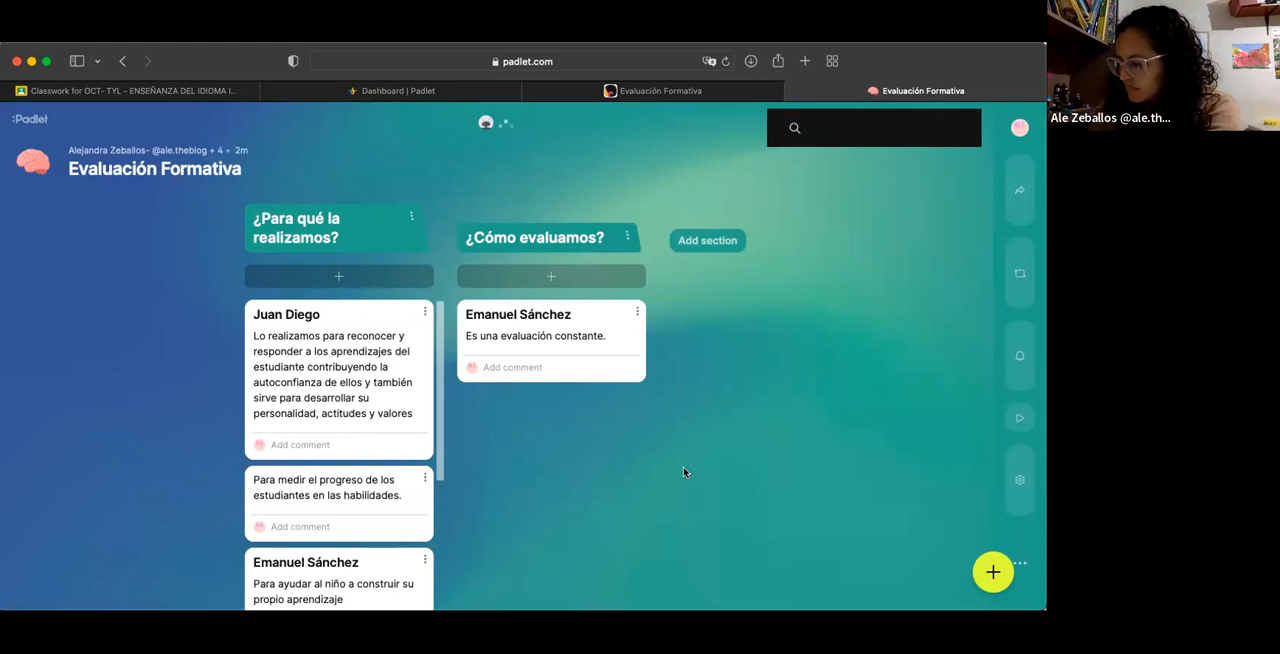 padlet.com
Classwork for OCT- TYL - ENSEÑANZA DEL IDIOMA I...
Dashboard | Padlet
Evaluación Formativa
Evaluación Formativa
Ale Zeballos @ale.th...
:Padlet
Alejandra Zeballos- @ale.theblog + 4 • 2m
Evaluación Formativa
¿Para qué la
realizamos?
¿Cómo evaluamos?
Add section
Juan Diego
Lo realizamos para reconocer y
responder a los aprendizajes del
estudiante contribuyendo la
autoconfianza de ellos y también
sirve para desarrollar su
personalidad, actitudes y valores
Add comment
Para medir el progreso de los
estudiantes en las habilidades.
Add comment
Emanuel Sánchez
Para ayudar al niño a construir su
propio aprendizaje
Emanuel Sánchez
Es una evaluación constante.
Add comment